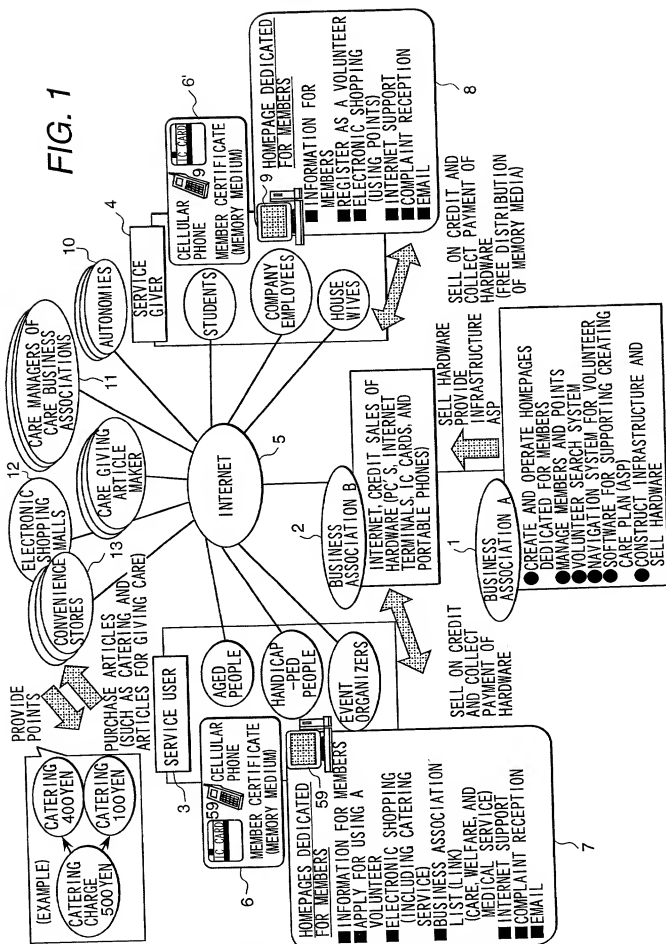 FIG. 1
(EXAMPLE)
CATERING
CHARGE
500YEN
CATERING
400YEN
CATERING
100YEN
PROVIDE
POINTS
PURCHASE ARTICLES
(SUCH AS CATERING AND
ARTICLES FOR GIVING CARE)
12
ELECTRONIC
SHOPPING
MALLS
CONVENIENCE
STORES
13
CARE MANAGERS OF
CARE BUSINESS
ASSOCIATIONS
11
CARE GIVING
ARTICLE
MAKER
10
AUTONOMIES
4
SERVICE
GIVER
STUDENTS
COMPANY
EMPLOYEES
HOUSE
WIVES
CELLULAR
PHONE
IC CARD
9
6'
MEMBER CERTIFICATE
(MEMORY MEDIUM)
9
HOMEPAGE DEDICATED
FOR MEMBERS
■ INFORMATION FOR
MEMBERS
■ REGISTER AS A VOLUNTEER
■ ELECTRONIC SHOPPING
(USING POINTS)
■ INTERNET SUPPORT
■ COMPLAINT RECEPTION
■ EMAIL
8
SELL ON CREDIT AND
COLLECT PAYMENT OF
HARDWARE
(FREE DISTRIBUTION
OF MEMORY MEDIA)
INTERNET
5
3
SERVICE USER
AGED
PEOPLE
HANDICAP
-PED PEOPLE
EVENT
ORGANIZERS
6
IC CARD
59
CELLULAR
PHONE
MEMBER CERTIFICATE
(MEMORY MEDIUM)
59
HOMEPAGES DEDICATED
FOR MEMBERS
■ INFORMATION FOR MEMBERS
■ APPLY FOR USING A
VOLUNTEER
■ ELECTRONIC SHOPPING
(INCLUDING CATERING
SERVICE)
■ BUSINESS ASSOCIATION
LIST (LINK)
(CARE, WELFARE, AND
MEDICAL SERVICE)
■ INTERNET SUPPORT
■ COMPLAINT RECEPTION
■ EMAIL
7
SELL ON CREDIT
AND COLLECT
PAYMENT OF
HARDWARE
2
BUSINESS
ASSOCIATION B
INTERNET, CREDIT SALES OF
HARDWARE (PC'S, INTERNET
TERMINALS, IC CARDS, AND
PORTABLE PHONES)
SELL HARDWARE
PROVIDE
INFRASTRUCTURE
ASP
1
BUSINESS
ASSOCIATION A
● CREATE AND OPERATE HOMEPAGES
DEDICATED FOR MEMBERS
● MANAGE MEMBERS AND POINTS
● VOLUNTEER SEARCH SYSTEM
● NAVIGATION SYSTEM FOR VOLUNTEER
● SOFTWARE FOR SUPPORTING CREATING
CARE PLAN (ASP)
● CONSTRUCT INFRASTRUCTURE AND
SELL HARDWARE